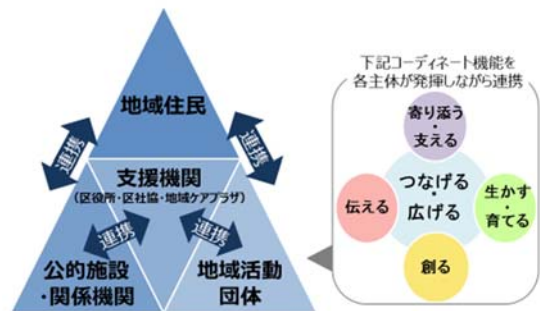 地域住民
連携
連携
支援機関
(区役所・区社協・地域ケアプラザ)
連携
連携
公的施設
・関係機関
地域活動
団体
下記コーディネート機能を
各主体が発揮しながら連携
寄り添う
・
支える
つなげる
・
広げる
伝える
生かす
・
育てる
創る